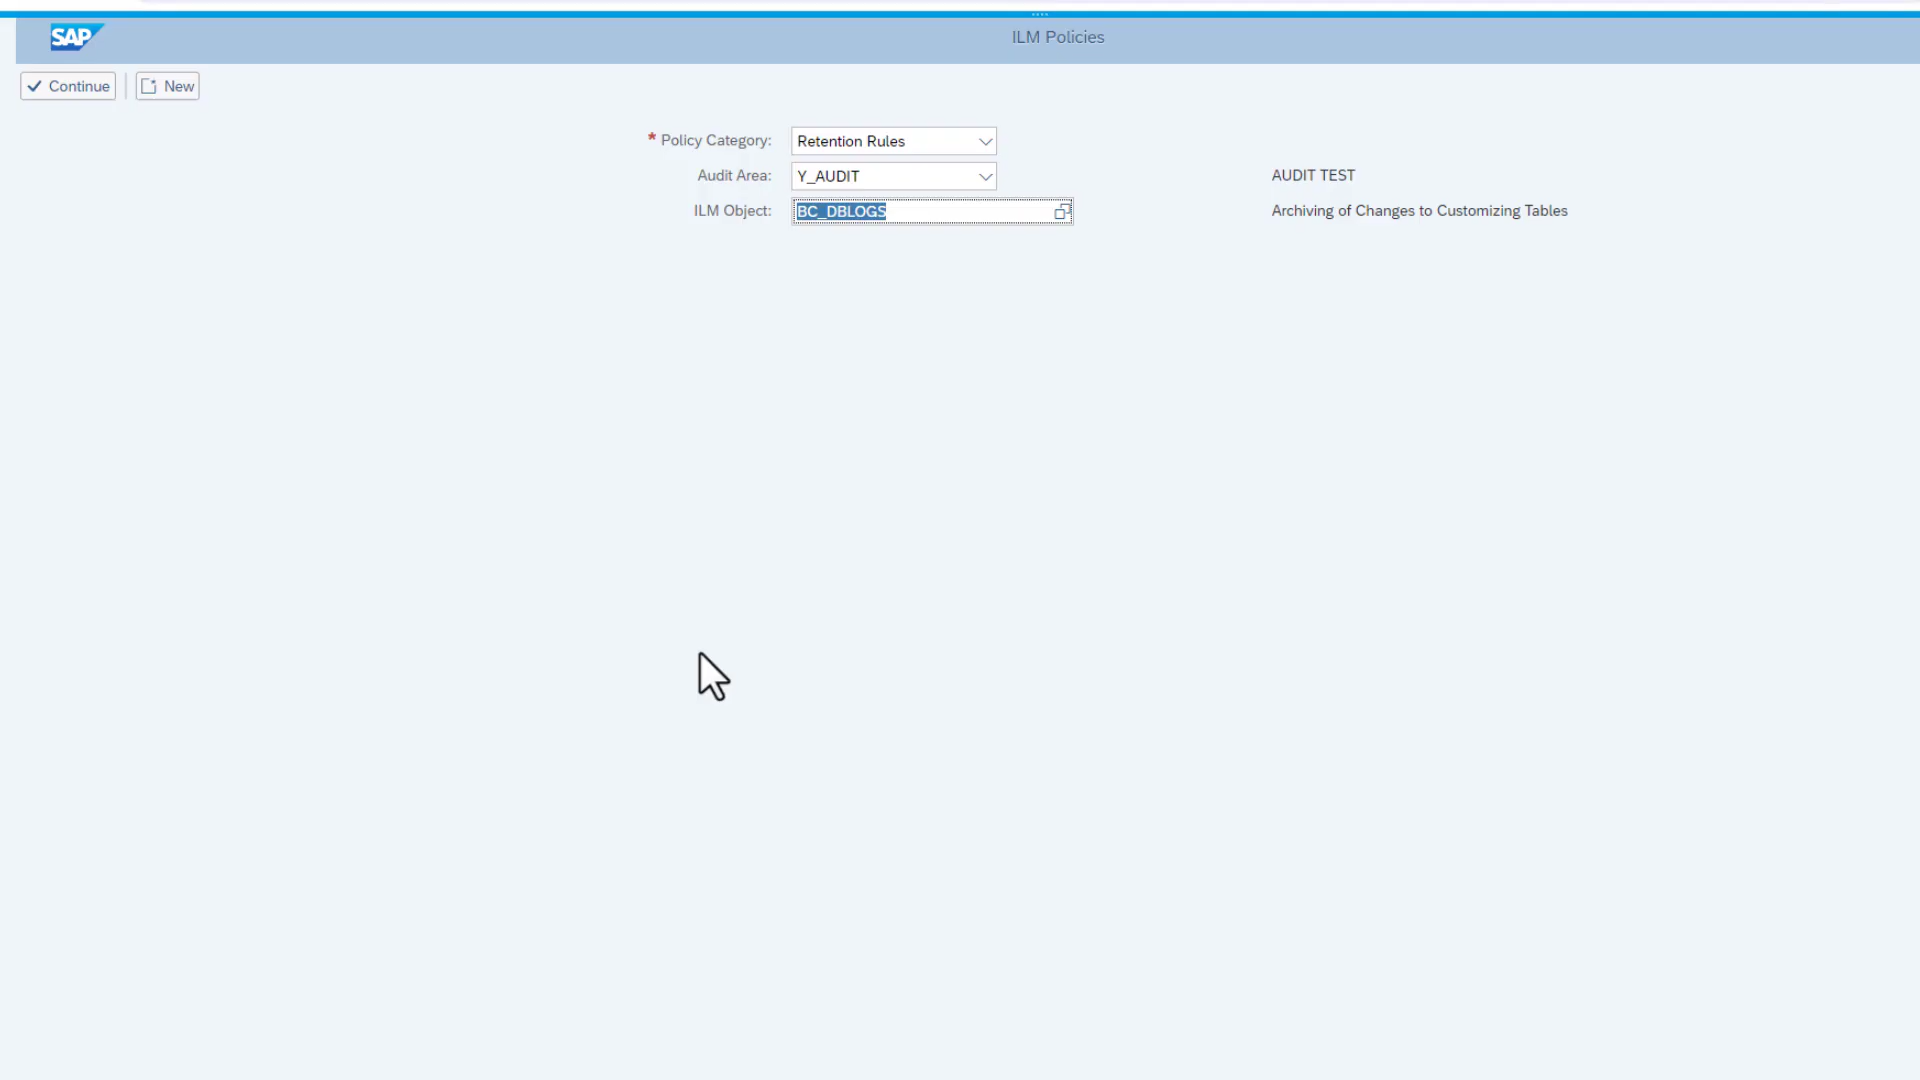 SAP
ILM Policies
Continue
New
* Policy Category: Retention Rules
Audit Area: Y_AUDIT AUDIT TEST
ILM Object: BC_DBLOGS Archiving of Changes to Customizing Tables